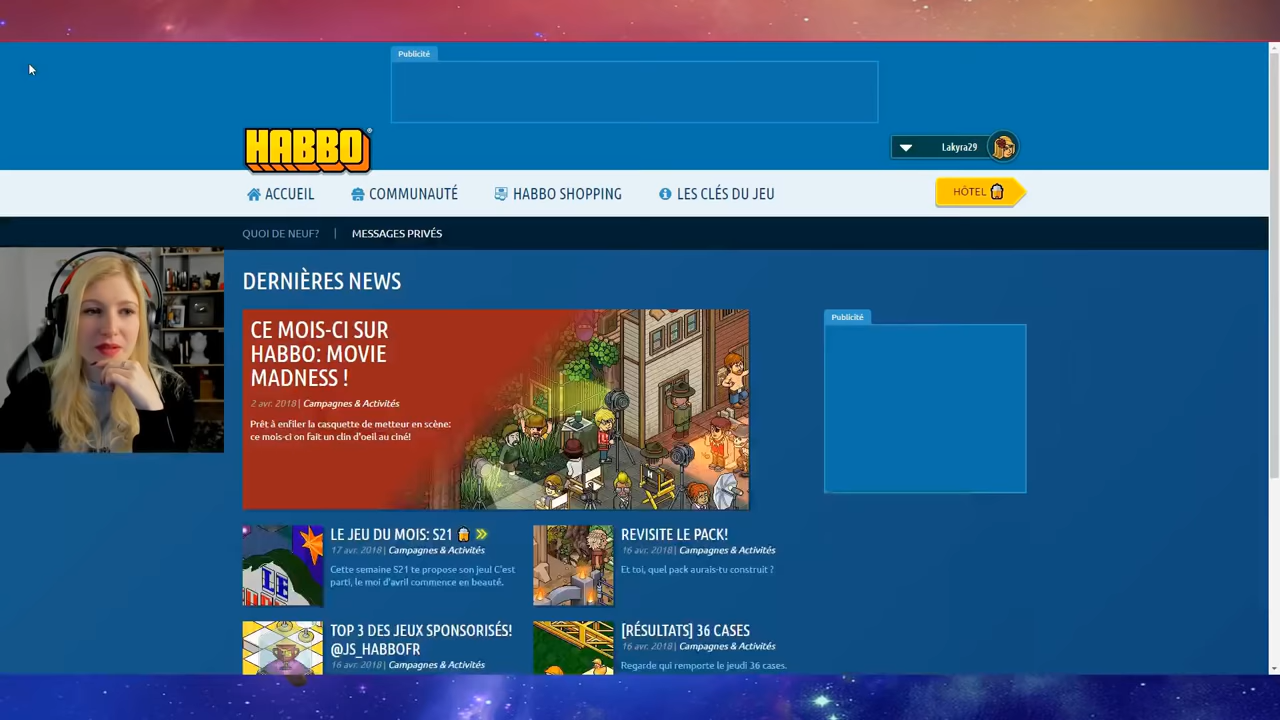 Publicité
HABBO
Lakyra29
ACCUEIL
COMMUNAUTÉ
HABBO SHOPPING
LES CLÉS DU JEU
HÔTEL
QUOI DE NEUF? | MESSAGES PRIVÉS
DERNIÈRES NEWS
CE MOIS-CI SUR
HABBO: MOVIE
MADNESS !
2 avr. 2018 | Campagnes & Activités
Prêt à enfiler la casquette de metteur en scène:
ce mois-ci on fait un clin d'oeil au ciné!
Publicité
LE JEU DU MOIS: S21
17 avr. 2018 | Campagnes & Activités
Cette semaine S21 te propose son jeu! C'est
parti, le moi d'avril commence en beauté.
REVISITE LE PACK!
16 avr. 2018 | Campagnes & Activités
Et toi, quel pack aurais-tu construit ?
TOP 3 DES JEUX SPONSORISÉS!
@JS_HABBOFR
16 avr. 2018 | Campagnes & Activités
[RÉSULTATS] 36 CASES
16 avr. 2018 | Campagnes & Activités
Regarde qui remporte le jeudi 36 cases.